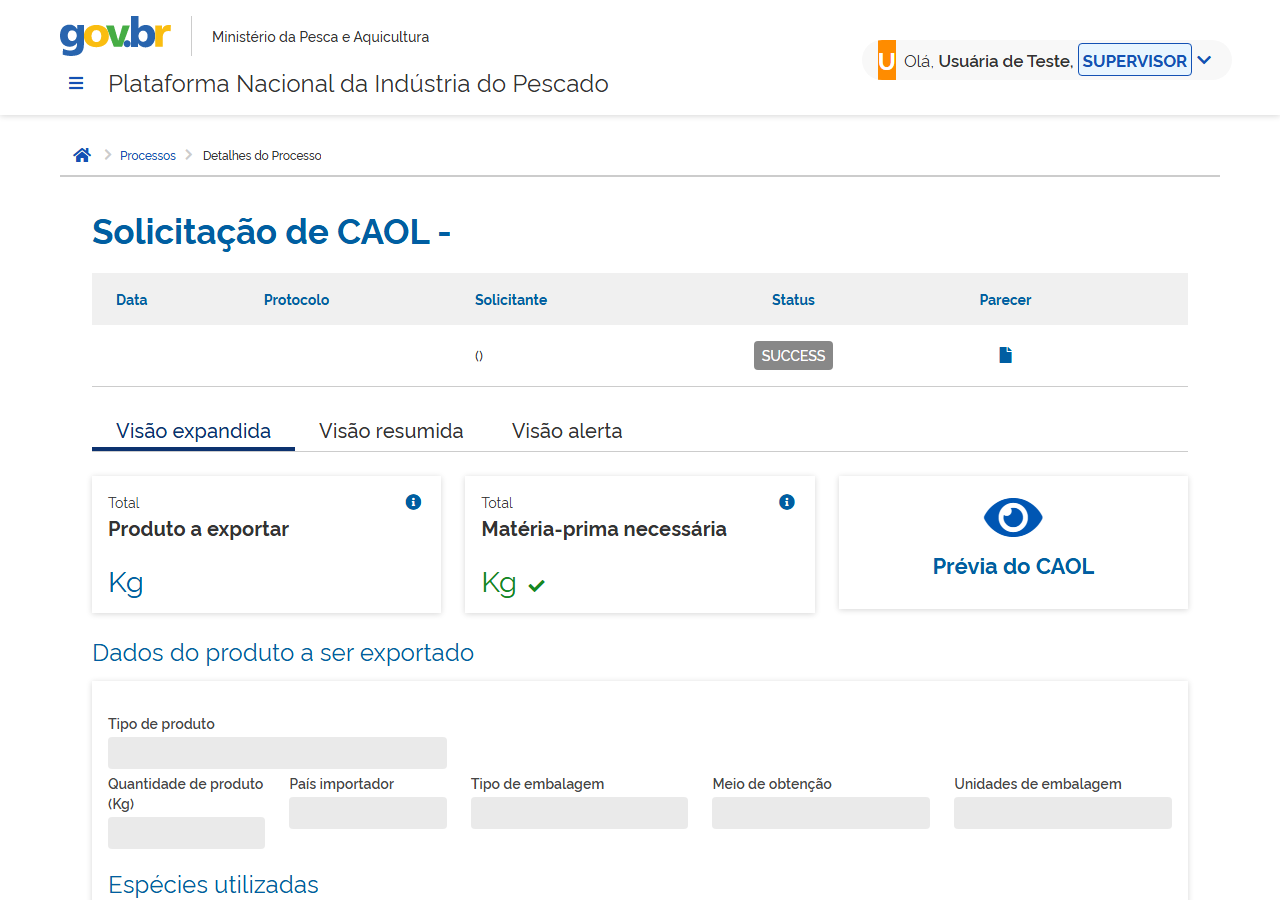 gov.br
Ministério da Pesca e Aquicultura
Plataforma Nacional da Indústria do Pescado
U Olá, Usuária de Teste, SUPERVISOR
Processos Detalhes do Processo
Solicitação de CAOL -
Data Protocolo Solicitante Status Parecer
() SUCCESS
Visão expandida Visão resumida Visão alerta
Total
Produto a exportar
Kg
Total
Matéria-prima necessária
Kg
Prévia do CAOL
Dados do produto a ser exportado
Tipo de produto
Quantidade de produto
(Kg)
País importador
Tipo de embalagem
Meio de obtenção
Unidades de embalagem
Espécies utilizadas